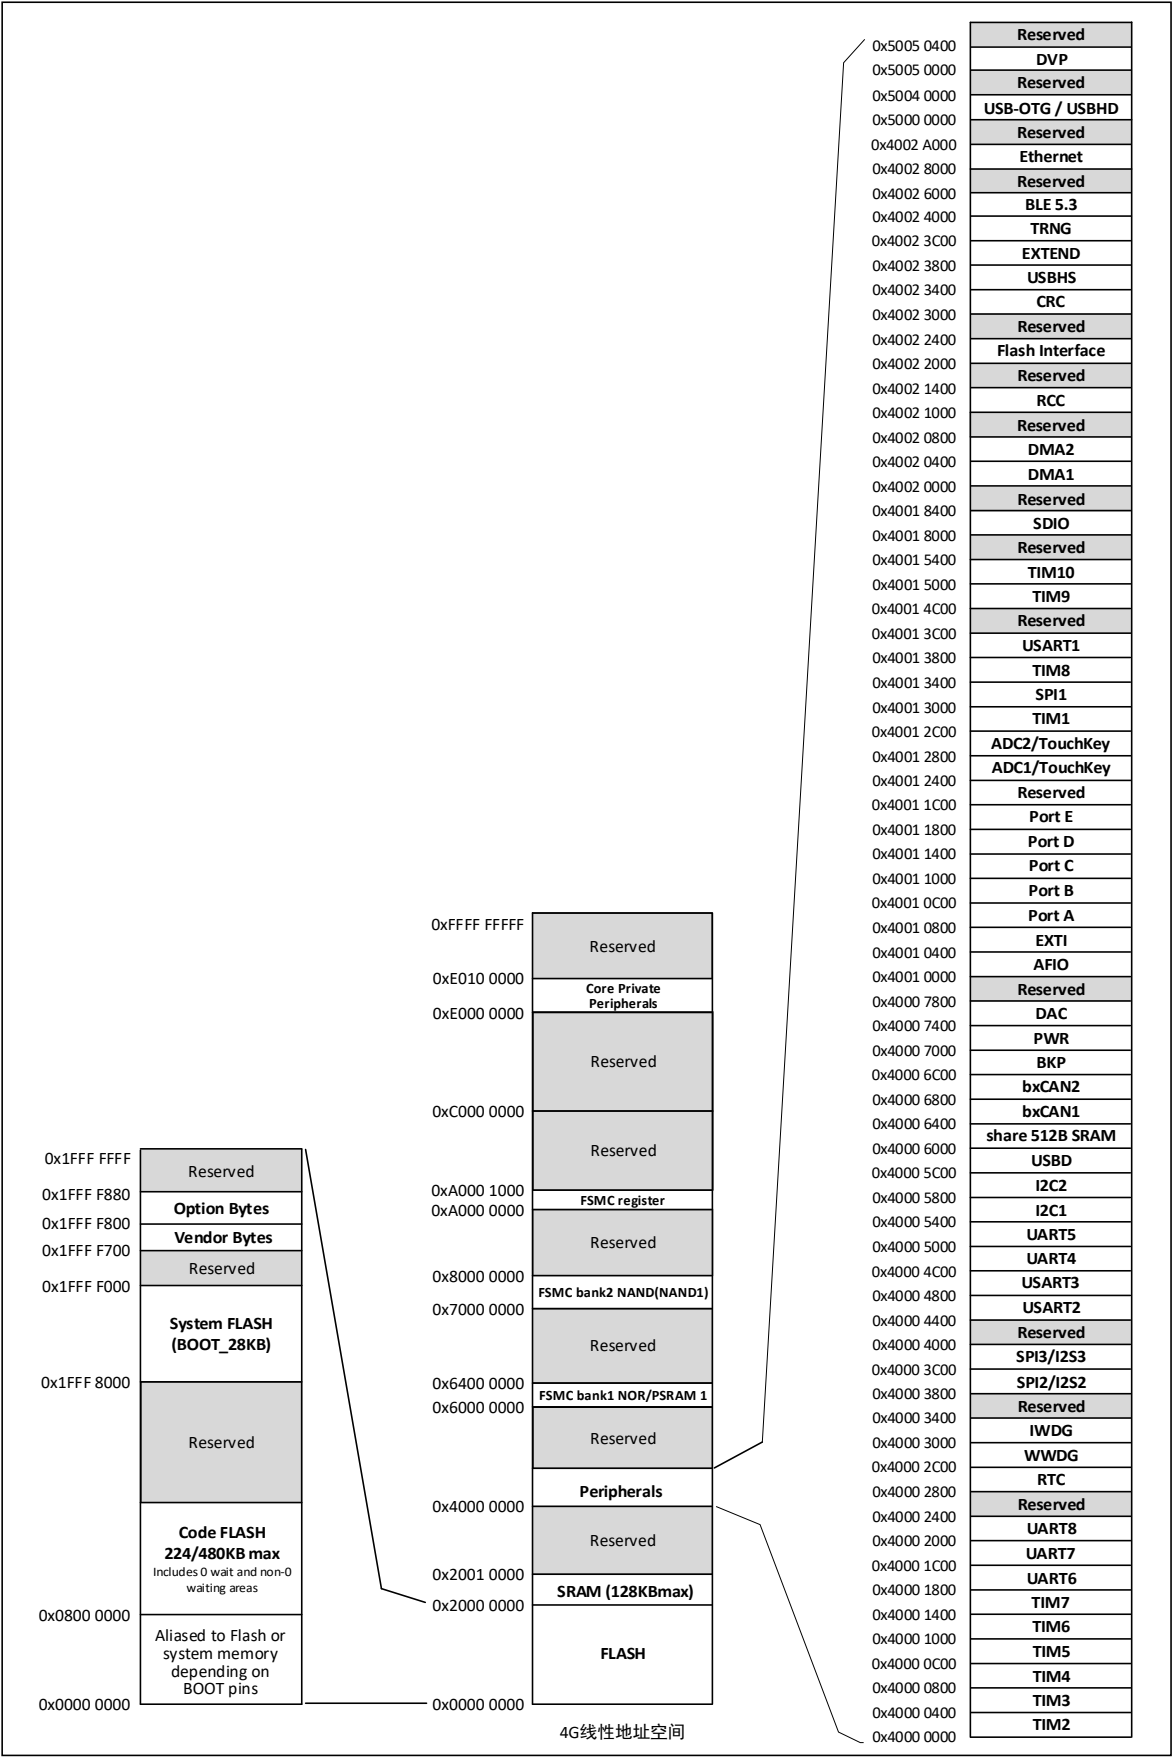 0x1FFF FFFF
Reserved
0x1FFF F880
Option Bytes
0x1FFF F800
Vendor Bytes
0x1FFF F700
Reserved
0x1FFF F000
System FLASH
(BOOT_28KB)
0x1FFF 8000
Reserved
Code FLASH
224/480KB max
Includes 0 wait and non-0
waiting areas
0x0800 0000
Aliased to Flash or
system memory
depending on
BOOT pins
0x0000 0000
0xFFFF FFFFF
Reserved
0xE010 0000
Core Private
Peripherals
0xE000 0000
Reserved
0xC000 0000
Reserved
0xA000 1000
FSMC register
0xA000 0000
Reserved
0x8000 0000
FSMC bank2 NAND(NAND1)
0x7000 0000
Reserved
0x6400 0000
FSMC bank1 NOR/PSRAM 1
0x6000 0000
Reserved
Peripherals
0x4000 0000
Reserved
0x2001 0000
SRAM (128KBmax)
0x2000 0000
FLASH
0x0000 0000
4G线性地址空间
Reserved
0x5005 0400
DVP
0x5005 0000
Reserved
0x5004 0000
USB-OTG / USBHD
0x5000 0000
Reserved
0x4002 A000
Ethernet
0x4002 8000
Reserved
0x4002 6000
BLE 5.3
0x4002 4000
TRNG
0x4002 3C00
EXTEND
0x4002 3800
USBHS
0x4002 3400
CRC
0x4002 3000
Reserved
0x4002 2400
Flash Interface
0x4002 2000
Reserved
0x4002 1400
RCC
0x4002 1000
Reserved
0x4002 0800
DMA2
0x4002 0400
DMA1
0x4002 0000
Reserved
0x4001 8400
SDIO
0x4001 8000
Reserved
0x4001 5400
TIM10
0x4001 5000
TIM9
0x4001 4C00
Reserved
0x4001 3C00
USART1
0x4001 3800
TIM8
0x4001 3400
SPI1
0x4001 3000
TIM1
0x4001 2C00
ADC2/TouchKey
0x4001 2800
ADC1/TouchKey
0x4001 2400
Reserved
0x4001 1C00
Port E
0x4001 1800
Port D
0x4001 1400
Port C
0x4001 1000
Port B
0x4001 0C00
Port A
0x4001 0800
EXTI
0x4001 0400
AFIO
0x4001 0000
Reserved
0x4000 7800
DAC
0x4000 7400
PWR
0x4000 7000
BKP
0x4000 6C00
bxCAN2
0x4000 6800
bxCAN1
0x4000 6400
share 512B SRAM
0x4000 6000
USBD
0x4000 5C00
I2C2
0x4000 5800
I2C1
0x4000 5400
UART5
0x4000 5000
UART4
0x4000 4C00
USART3
0x4000 4800
USART2
0x4000 4400
Reserved
0x4000 4000
SPI3/I2S3
0x4000 3C00
SPI2/I2S2
0x4000 3800
Reserved
0x4000 3400
IWDG
0x4000 3000
WWDG
0x4000 2C00
RTC
0x4000 2800
Reserved
0x4000 2400
UART8
0x4000 2000
UART7
0x4000 1C00
UART6
0x4000 1800
TIM7
0x4000 1400
TIM6
0x4000 1000
TIM5
0x4000 0C00
TIM4
0x4000 0800
TIM3
0x4000 0400
TIM2
0x4000 0000